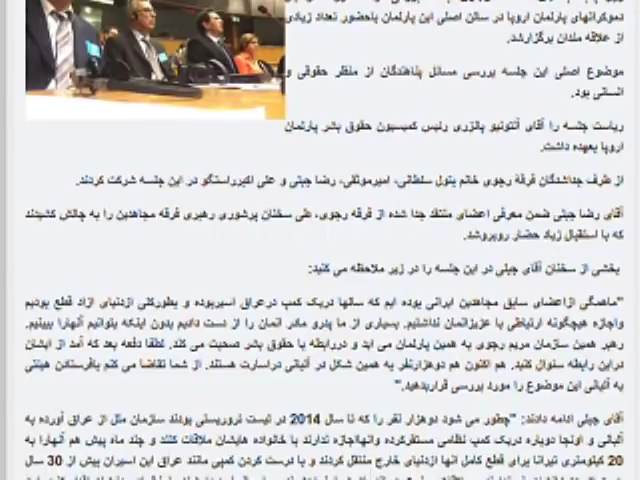 دموکراتهای پارلمان اروپا در سالن اصلی این پارلمان باحضور تعداد زیادی
از علاقه مندان برگزارشد.
موضوع اصلی این جلسه بررسی مسائل پناهندگان از منظر حقوقی و
انسانی بود.
ریاست جلسه را آقای آنتونیو پانزری رئیس کمیسیون حقوق بشر پارلمان
اروپا بعهده داشت.
از طرف جداشدگان فرقه رجوی خانم بتول سلطانی، امیرموثقی، رضا جبلی و علی اکبرراستگو در این جلسه شرکت کردند.
آقای رضا جبلی ضمن معرفی اعضای منتقد جدا شده از فرقه رجوی، طی سخنان پرشوری رهبری فرقه مجاهدین را به چالش کشیدند
که با استقبال زیاد حضار روبروشد.
بخشی از سخنان آقای جبلی در این جلسه را در زیر ملاحظه می کنید:
"ماهمگی ازاعضای سابق مجاهدین ایرانی بوده ایم که سالها دریک کمپ درعراق اسیربوده و بطورکلی ازدنیای ازاد قطع بودیم
واجازه هیچگونه ارتباطی با عزیزانمان نداشتیم. بسیاری از ما پدرو مادر انمان را از دست دادیم بدون اینکه بتوانیم آنهارا ببینیم.
رهبر همین سازمان مریم رجوی به همین پارلمان می اید و دررابطه با حقوق بشر صحبت می کند. لطفا دفعه بعد که آمد از ایشان
دراین رابطه سئوال کنید. هم اکنون هم دوهزارنفر به همین شکل در آلبانی دراسارت هستند. از شما تقاضا می کنم بافرستادن هیئتی
به آلبانی این موضوع را مورد بررسی قراربدهید."
آقای جبلی ادامه دادند: "چطور می شود دوهزار نفر را که تا سال 2014 در لیست تروریستی بودند سازمان ملل از عراق آورده به
آلبانی و اونجا دوباره دریک کمپ نظامی مستقرکرده وانهااجازه ندارند با خانواده هایشان ملاقات کنند و چند ماه پیش هم آنهارا به
20 کیلومتری تیرانا برای قطع کامل آنها ازدنیای خارج منتقل کردند و با درست کردن کمپی مانند عراق این اسیران بیش از 30 سال